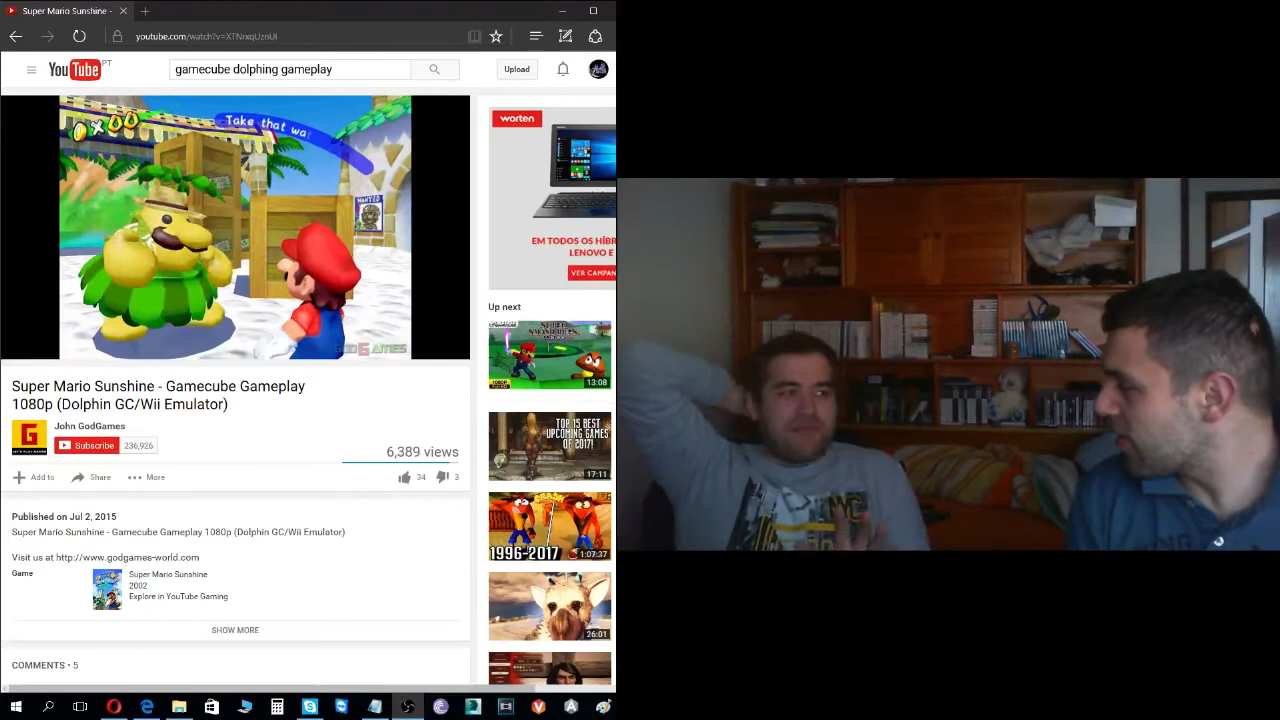 Super Mario Sunshine -
youtube.com/watch?v=XTNrxqUznUI
YouTube PT
gamecube dolphing gameplay
Upload
Take that wa
WANTED
GODGAMES
Super Mario Sunshine - Gamecube Gameplay
1080p (Dolphin GC/Wii Emulator)
John GodGames
Subscribe 236,926
6,389 views
Add to Share More 34 3
Published on Jul 2, 2015
Super Mario Sunshine - Gamecube Gameplay 1080p (Dolphin GC/Wii Emulator)
Visit us at http://www.godgames-world.com
Game
Super Mario Sunshine
2002
Explore in YouTube Gaming
SHOW MORE
COMMENTS • 5
worten
EM TODOS OS HÍBR
LENOVO E
VER CAMPAN
Up next
13:08
TOP 15 BEST
UPCOMING GAMES
OF 2017!
17:11
1996-2017
1:07:37
26:01